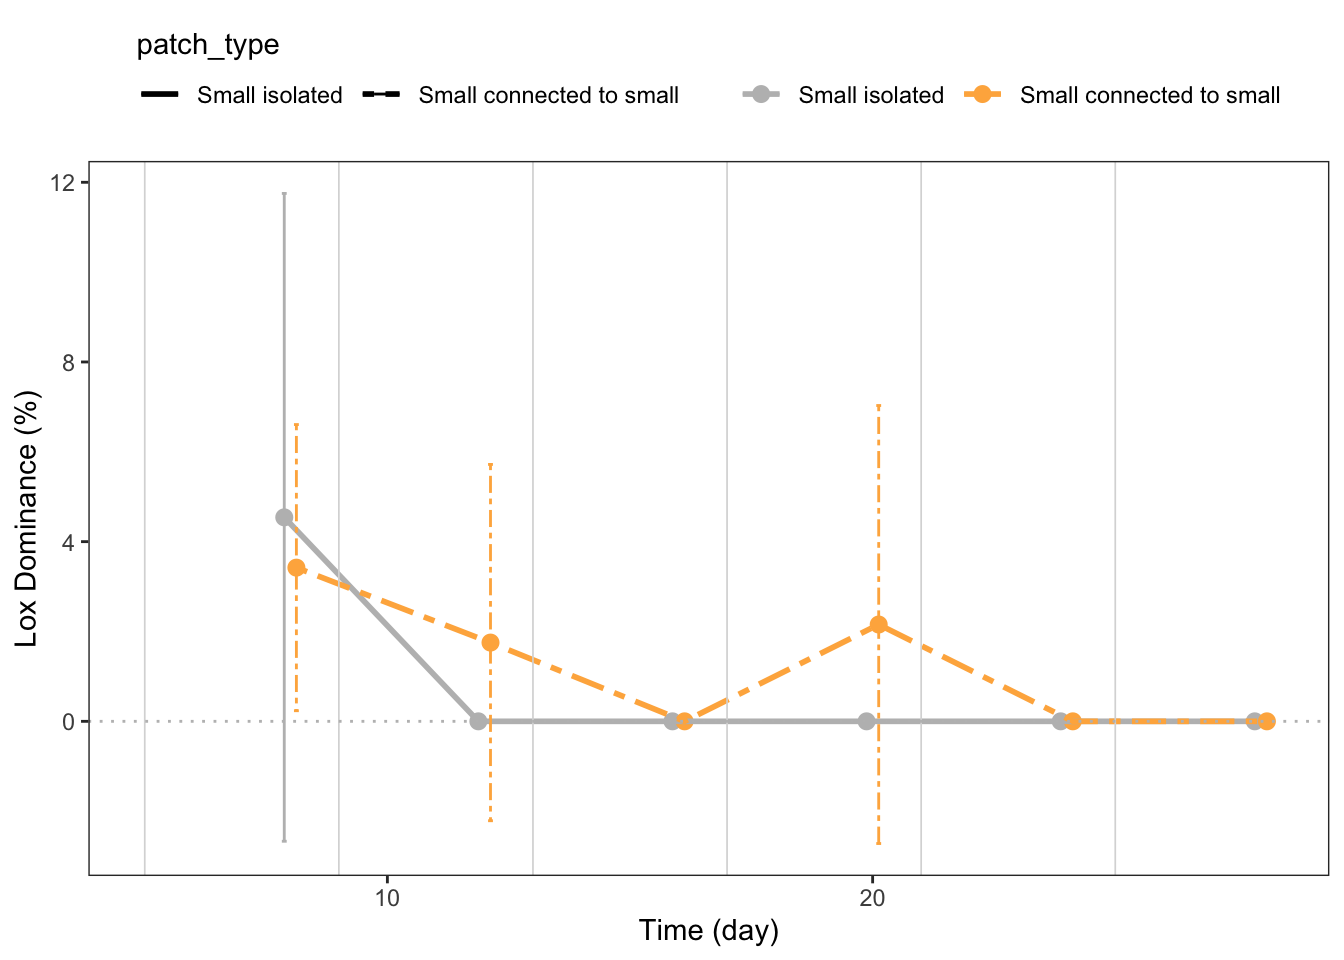 patch_type
Small isolated Small connected to small Small isolated Small connected to small
12
8
4
0
Lox Dominance (%)
10 20
Time (day)